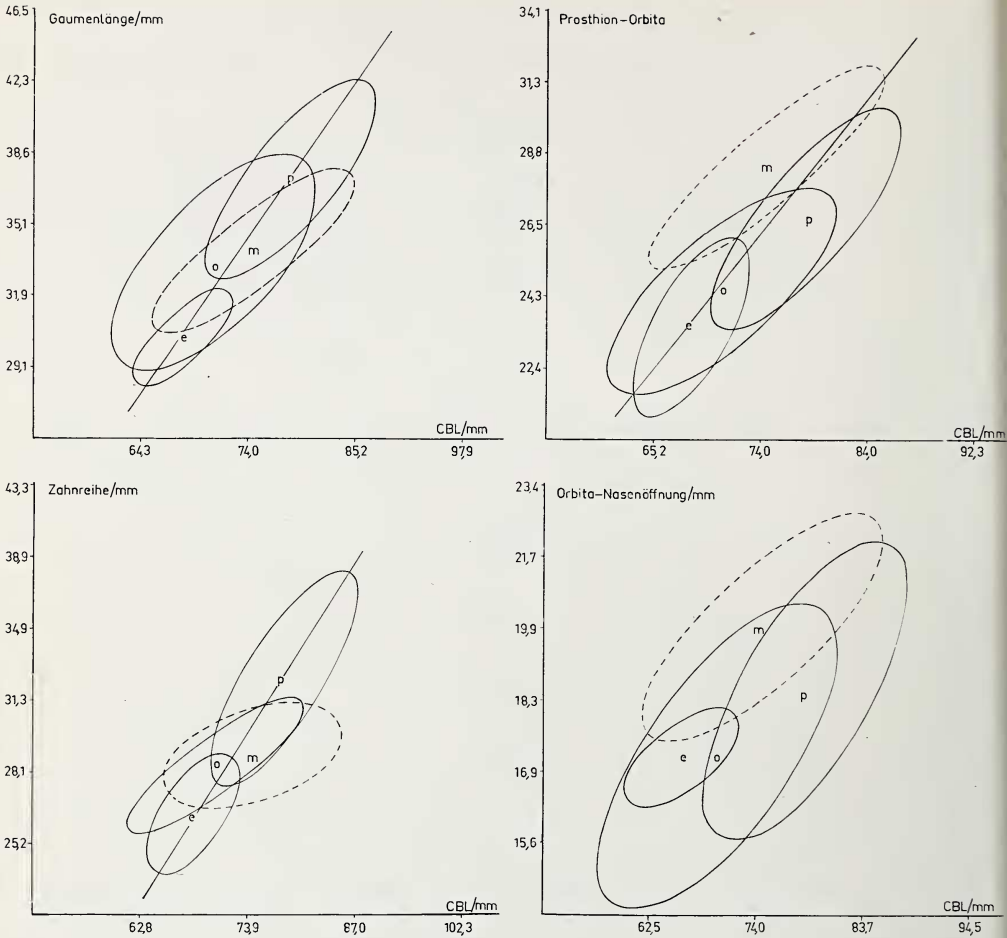 46,5
Gaumenlänge/mm
42,3
38,6
35,1
31,9
29,1
p
m
o
e
CBL/mm
64,3 74,0 85,2 97,9
34,1
Prosthion-Orbita
31,3
28,8
26,5
24,3
22,4
m
p
o
e
CBL/mm
65,2 74,0 84,0 92,3
43,3
Zahnreihe/mm
38,9
34,9
31,3
28,1
25,2
p
m
o
e
CBL/mm
62,8 73,9 87,0 102,3
23,4
Orbita-Nasenöffnung/mm
21,7
19,9
18,3
16,9
15,6
m
p
e o
CBL/mm
62,5 74,0 83,7 94,5